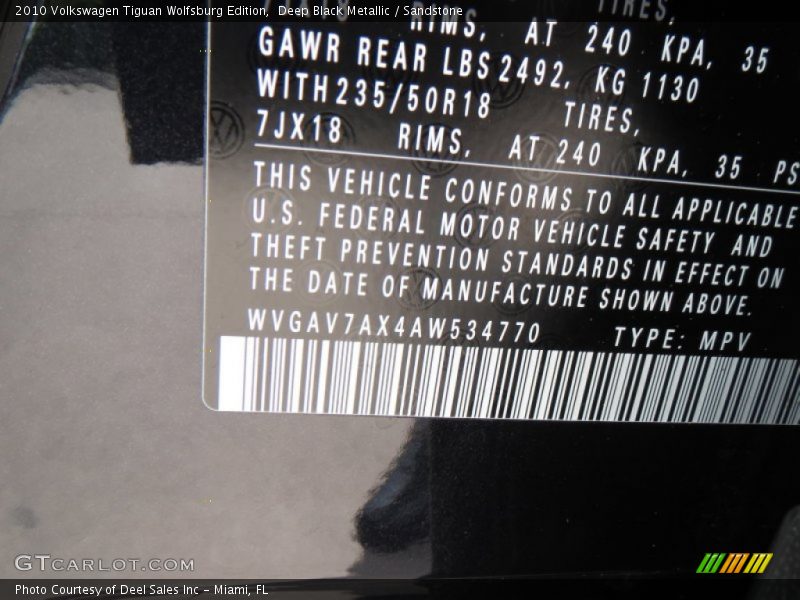 2010 Volkswagen Tiguan Wolfsburg Edition,  Deep Black Metallic / Sandstone
TIRES,
RIMS, AT 240 KPA, 35
GAWR REAR LBS 2492, KG 1130
WITH 235/50R18 TIRES,
7JX18 RIMS, AT 240 KPA, 35 PS
THIS VEHICLE CONFORMS TO ALL APPLICABLE
U.S. FEDERAL MOTOR VEHICLE SAFETY AND
THEFT PREVENTION STANDARDS IN EFFECT ON
THE DATE OF MANUFACTURE SHOWN ABOVE.
WVGAV7AX4AW534770 TYPE: MPV
GTCARLOT.COM
Photo Courtesy of Deel Sales Inc - Miami, FL